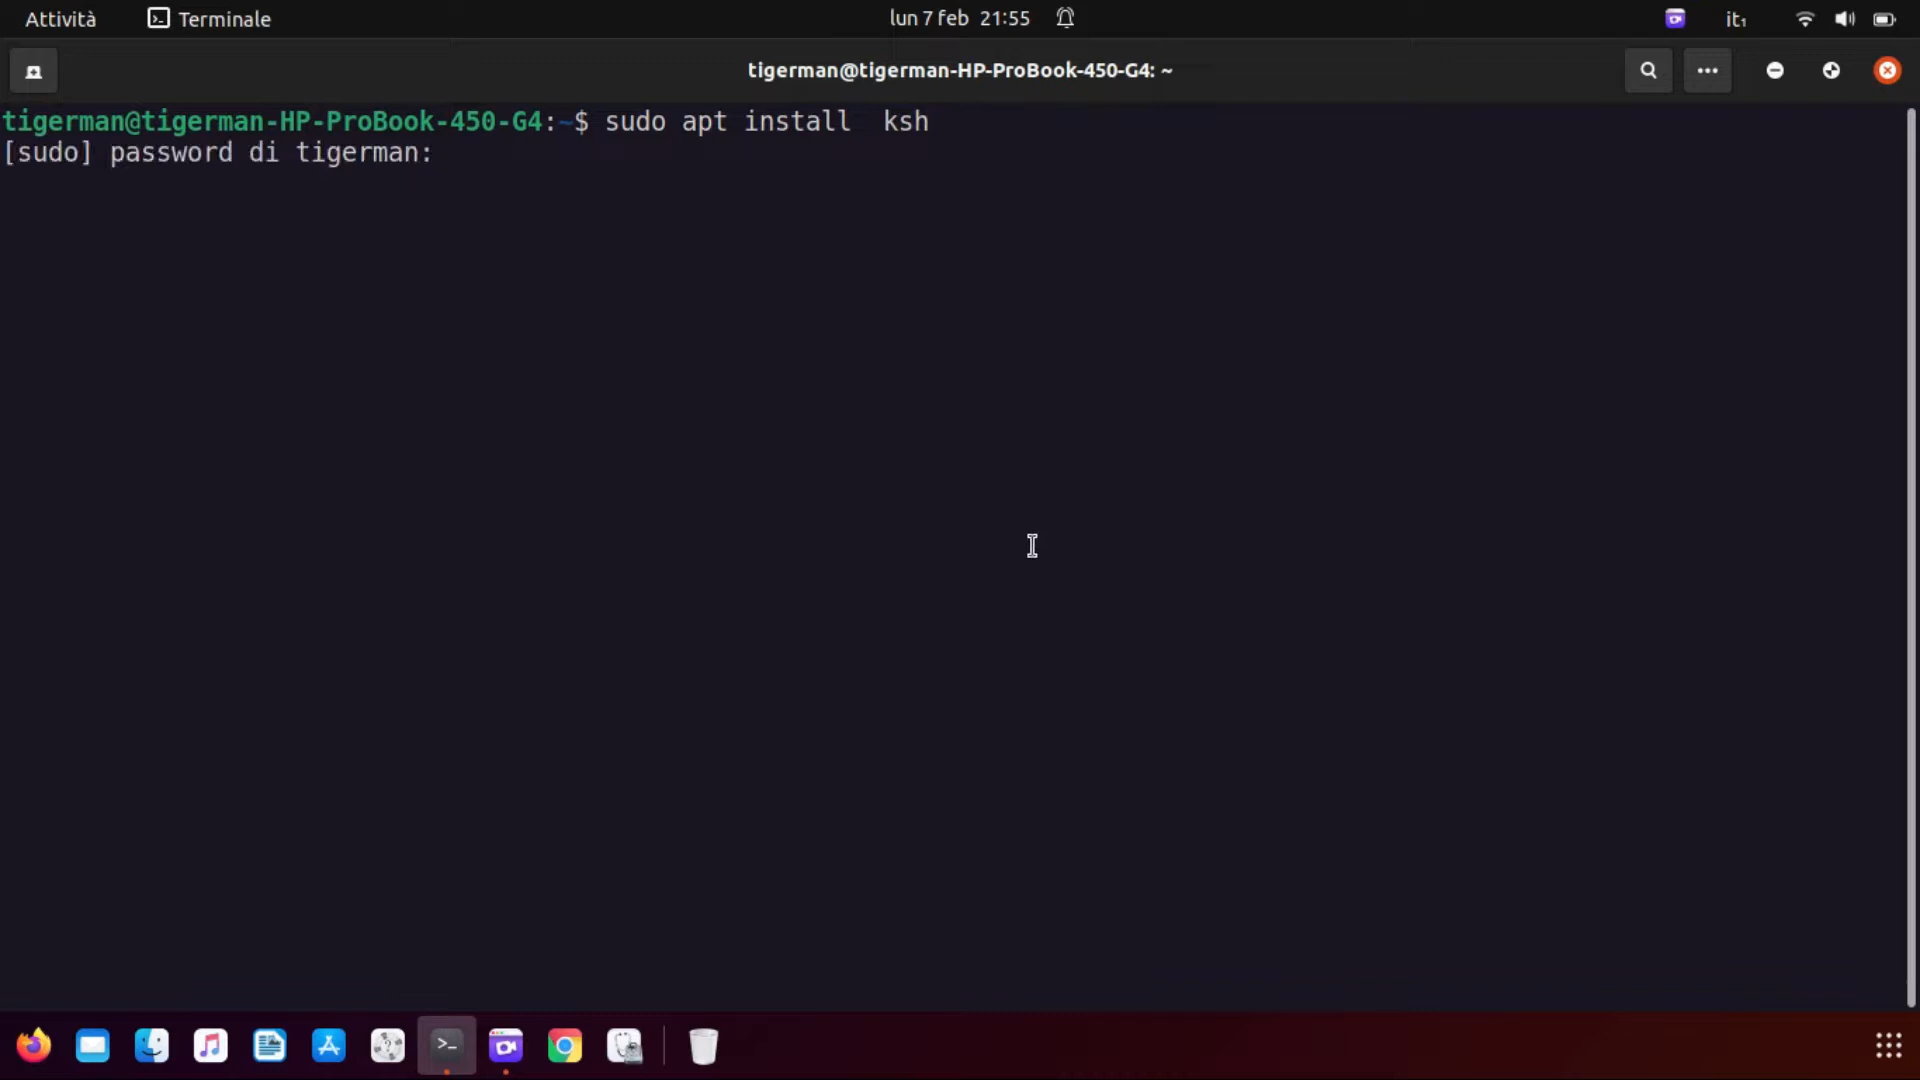 Attività Terminale lun 7 feb 21:55 it₁
tigerman@tigerman-HP-ProBook-450-G4: ~
tigerman@tigerman-HP-ProBook-450-G4:~$ sudo apt install  ksh
[sudo] password di tigerman: